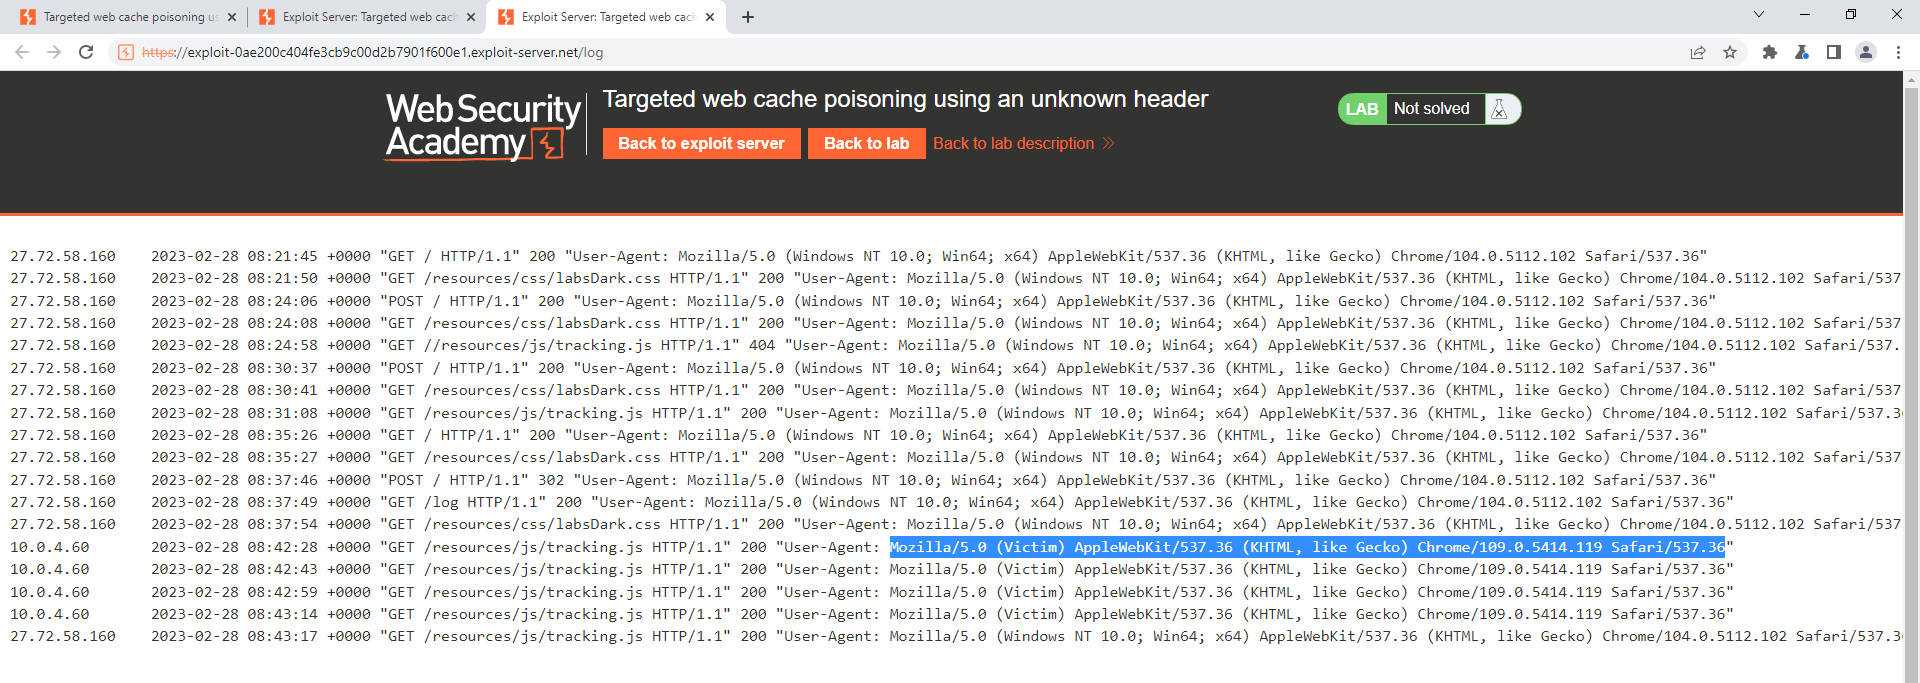 Targeted web cache poisoning us
Exploit Server: Targeted web cach
Exploit Server: Targeted web cach
https://exploit-0ae200c404fe3cb9c00d2b7901f600e1.exploit-server.net/log
Web Security
Academy
Targeted web cache poisoning using an unknown header
LAB Not solved
Back to exploit server
Back to lab
Back to lab description
27.72.58.160 2023-02-28 08:21:45 +0000 "GET / HTTP/1.1" 200 "User-Agent: Mozilla/5.0 (Windows NT 10.0; Win64; x64) AppleWebKit/537.36 (KHTML, like Gecko) Chrome/104.0.5112.102 Safari/537.36"
27.72.58.160 2023-02-28 08:21:50 +0000 "GET /resources/css/labsDark.css HTTP/1.1" 200 "User-Agent: Mozilla/5.0 (Windows NT 10.0; Win64; x64) AppleWebKit/537.36 (KHTML, like Gecko) Chrome/104.0.5112.102 Safari/537
27.72.58.160 2023-02-28 08:24:06 +0000 "POST / HTTP/1.1" 200 "User-Agent: Mozilla/5.0 (Windows NT 10.0; Win64; x64) AppleWebKit/537.36 (KHTML, like Gecko) Chrome/104.0.5112.102 Safari/537.36"
27.72.58.160 2023-02-28 08:24:08 +0000 "GET /resources/css/labsDark.css HTTP/1.1" 200 "User-Agent: Mozilla/5.0 (Windows NT 10.0; Win64; x64) AppleWebKit/537.36 (KHTML, like Gecko) Chrome/104.0.5112.102 Safari/537
27.72.58.160 2023-02-28 08:24:58 +0000 "GET //resources/js/tracking.js HTTP/1.1" 404 "User-Agent: Mozilla/5.0 (Windows NT 10.0; Win64; x64) AppleWebKit/537.36 (KHTML, like Gecko) Chrome/104.0.5112.102 Safari/537.
27.72.58.160 2023-02-28 08:30:37 +0000 "POST / HTTP/1.1" 200 "User-Agent: Mozilla/5.0 (Windows NT 10.0; Win64; x64) AppleWebKit/537.36 (KHTML, like Gecko) Chrome/104.0.5112.102 Safari/537.36"
27.72.58.160 2023-02-28 08:30:41 +0000 "GET /resources/css/labsDark.css HTTP/1.1" 200 "User-Agent: Mozilla/5.0 (Windows NT 10.0; Win64; x64) AppleWebKit/537.36 (KHTML, like Gecko) Chrome/104.0.5112.102 Safari/537
27.72.58.160 2023-02-28 08:31:08 +0000 "GET /resources/js/tracking.js HTTP/1.1" 200 "User-Agent: Mozilla/5.0 (Windows NT 10.0; Win64; x64) AppleWebKit/537.36 (KHTML, like Gecko) Chrome/104.0.5112.102 Safari/537.3
27.72.58.160 2023-02-28 08:35:26 +0000 "GET / HTTP/1.1" 200 "User-Agent: Mozilla/5.0 (Windows NT 10.0; Win64; x64) AppleWebKit/537.36 (KHTML, like Gecko) Chrome/104.0.5112.102 Safari/537.36"
27.72.58.160 2023-02-28 08:35:27 +0000 "GET /resources/css/labsDark.css HTTP/1.1" 200 "User-Agent: Mozilla/5.0 (Windows NT 10.0; Win64; x64) AppleWebKit/537.36 (KHTML, like Gecko) Chrome/104.0.5112.102 Safari/537
27.72.58.160 2023-02-28 08:37:46 +0000 "POST / HTTP/1.1" 302 "User-Agent: Mozilla/5.0 (Windows NT 10.0; Win64; x64) AppleWebKit/537.36 (KHTML, like Gecko) Chrome/104.0.5112.102 Safari/537.36"
27.72.58.160 2023-02-28 08:37:49 +0000 "GET /log HTTP/1.1" 200 "User-Agent: Mozilla/5.0 (Windows NT 10.0; Win64; x64) AppleWebKit/537.36 (KHTML, like Gecko) Chrome/104.0.5112.102 Safari/537.36"
27.72.58.160 2023-02-28 08:37:54 +0000 "GET /resources/css/labsDark.css HTTP/1.1" 200 "User-Agent: Mozilla/5.0 (Windows NT 10.0; Win64; x64) AppleWebKit/537.36 (KHTML, like Gecko) Chrome/104.0.5112.102 Safari/537
10.0.4.60 2023-02-28 08:42:28 +0000 "GET /resources/js/tracking.js HTTP/1.1" 200 "User-Agent: Mozilla/5.0 (Victim) AppleWebKit/537.36 (KHTML, like Gecko) Chrome/109.0.5414.119 Safari/537.36"
10.0.4.60 2023-02-28 08:42:43 +0000 "GET /resources/js/tracking.js HTTP/1.1" 200 "User-Agent: Mozilla/5.0 (Victim) AppleWebKit/537.36 (KHTML, like Gecko) Chrome/109.0.5414.119 Safari/537.36"
10.0.4.60 2023-02-28 08:42:59 +0000 "GET /resources/js/tracking.js HTTP/1.1" 200 "User-Agent: Mozilla/5.0 (Victim) AppleWebKit/537.36 (KHTML, like Gecko) Chrome/109.0.5414.119 Safari/537.36"
10.0.4.60 2023-02-28 08:43:14 +0000 "GET /resources/js/tracking.js HTTP/1.1" 200 "User-Agent: Mozilla/5.0 (Victim) AppleWebKit/537.36 (KHTML, like Gecko) Chrome/109.0.5414.119 Safari/537.36"
27.72.58.160 2023-02-28 08:43:17 +0000 "GET /resources/js/tracking.js HTTP/1.1" 200 "User-Agent: Mozilla/5.0 (Windows NT 10.0; Win64; x64) AppleWebKit/537.36 (KHTML, like Gecko) Chrome/104.0.5112.102 Safari/537.3